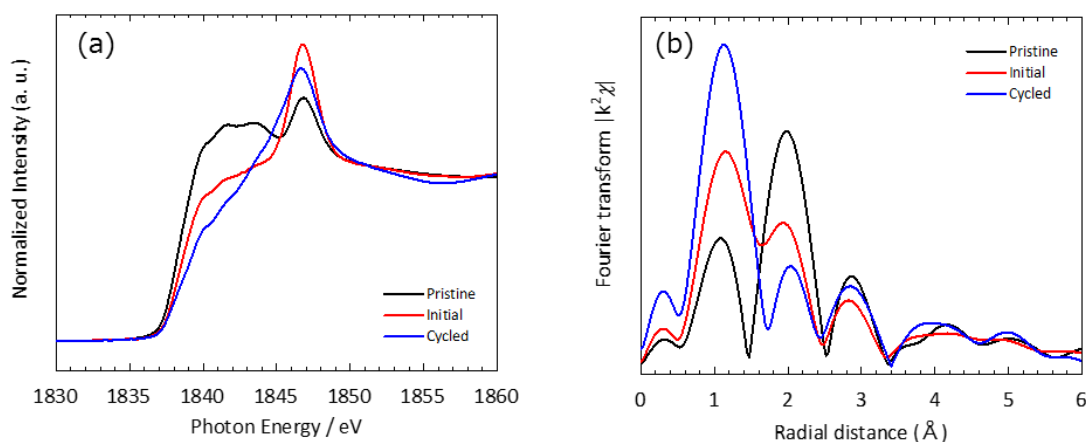 (a)
Normalized Intensity (a. u.)
Pristine
Initial
Cycled
1830 1835 1840 1845 1850 1855 1860
Photon Energy / eV
(b)
Fourier transform |k²χ|
Pristine
Initial
Cycled
0 1 2 3 4 5 6
Radial distance (Å)